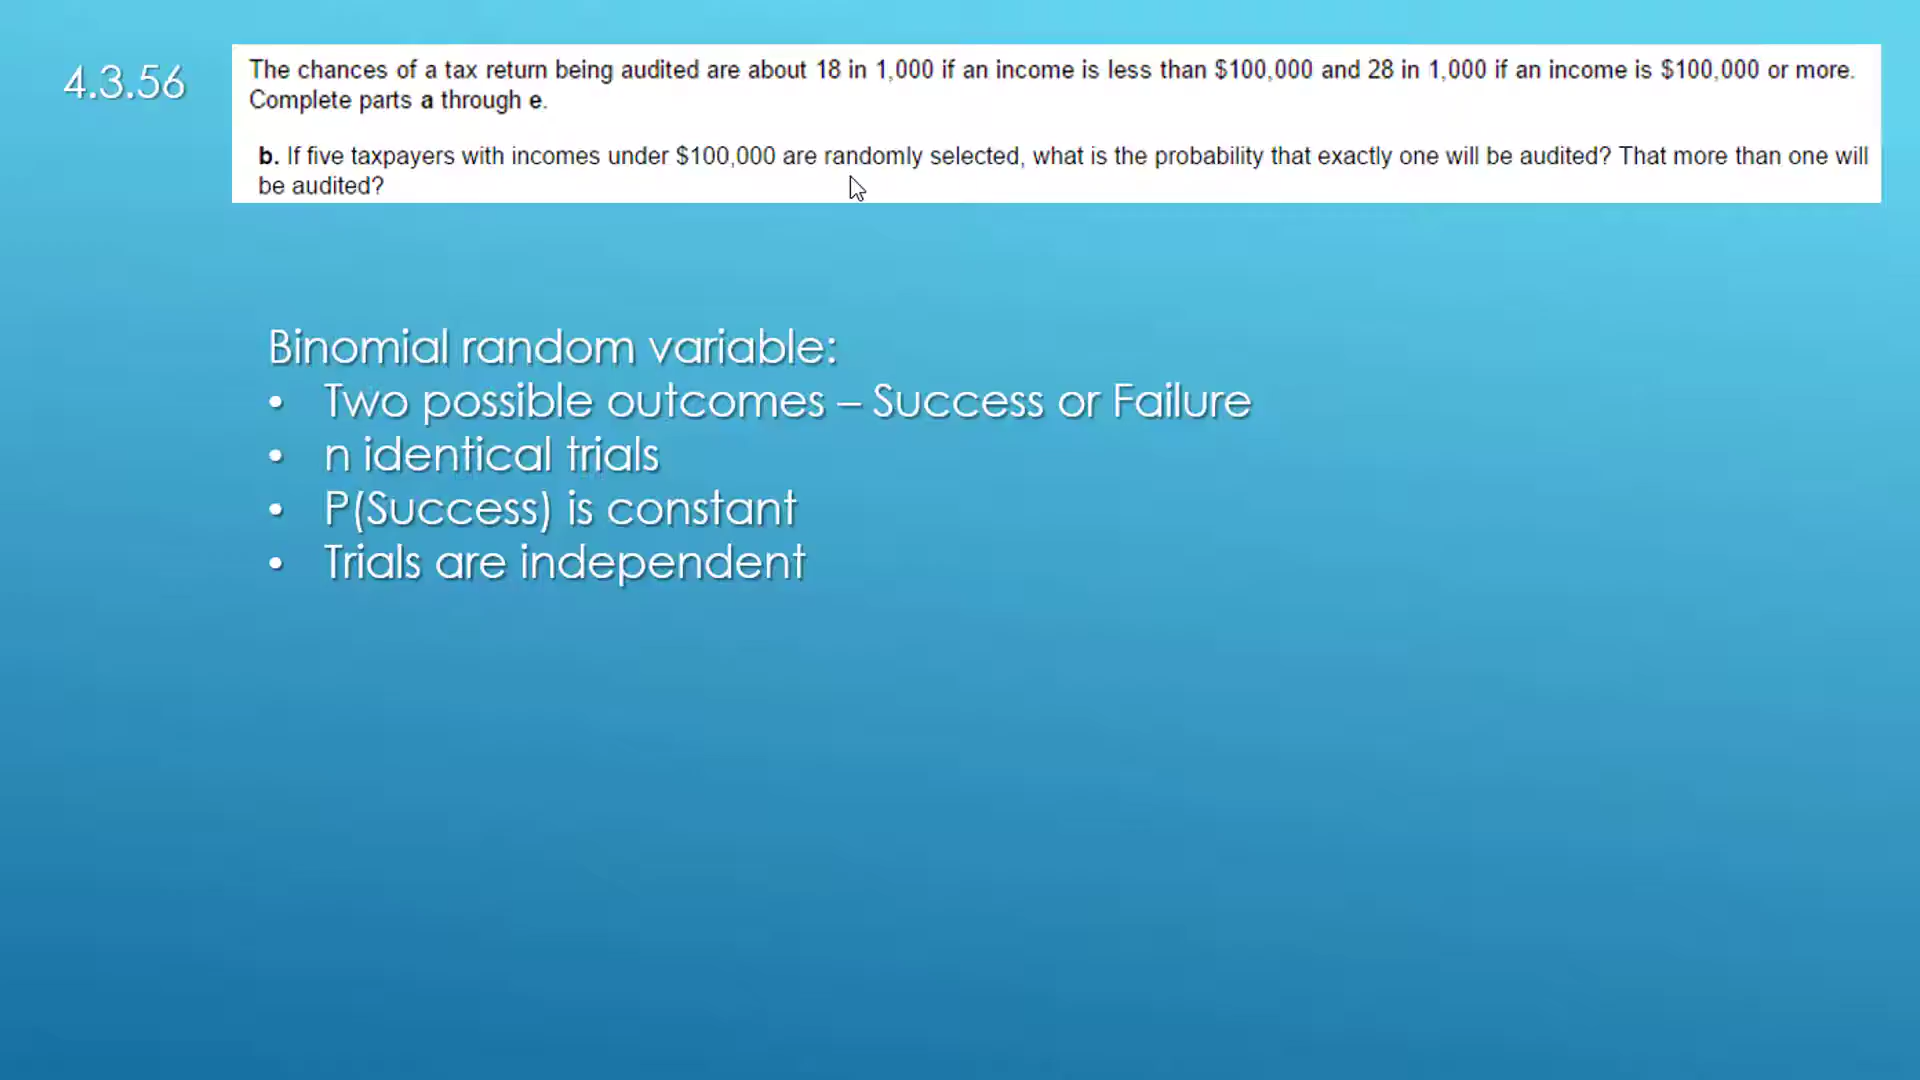 4.3.56
The chances of a tax return being audited are about 18 in 1,000 if an income is less than $100,000 and 28 in 1,000 if an income is $100,000 or more.
Complete parts a through e.
b. If five taxpayers with incomes under $100,000 are randomly selected, what is the probability that exactly one will be audited? That more than one will
be audited?
Binomial random variable:
• Two possible outcomes – Success or Failure
• n identical trials
• P(Success) is constant
• Trials are independent